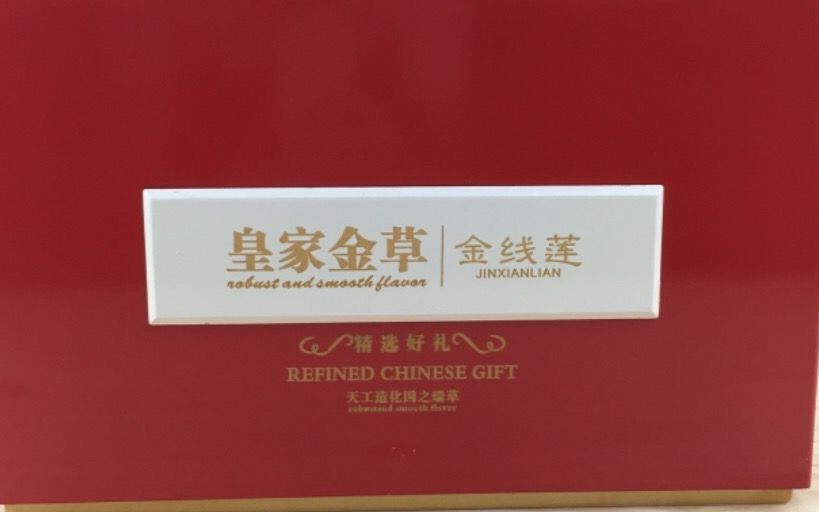 皇家金草
robust and smooth flavor
金线莲
JINXIANLIAN
精选好礼
REFINED CHINESE GIFT
天工造化国之瑞草
robustand smooth flavor